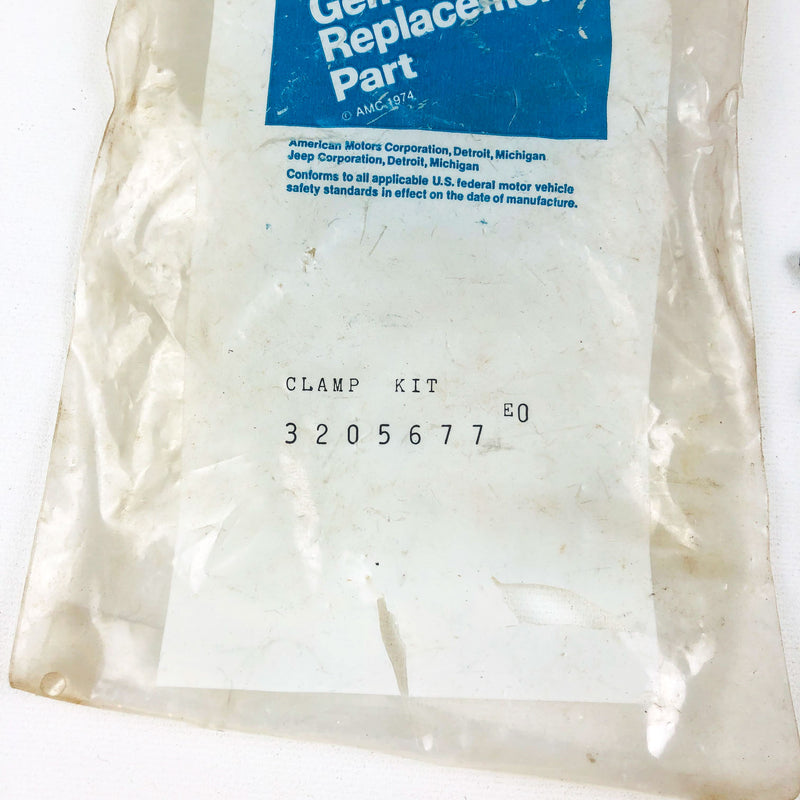 Replacement
Part
© AMC 1974
American Motors Corporation, Detroit, Michigan
Jeep Corporation, Detroit, Michigan
Conforms to all applicable U.S. federal motor vehicle
safety standards in effect on the date of manufacture.
CLAMP KIT
EO
3205677